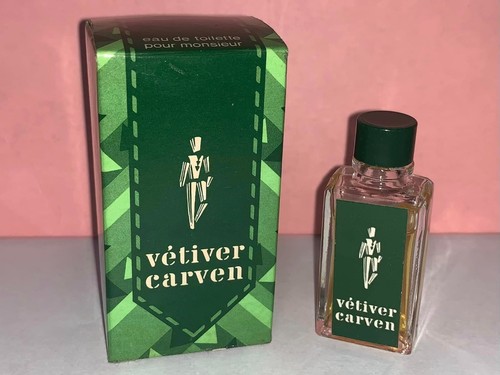 eau de toilette
pour monsieur
vétiver
carven
vétiver
carven